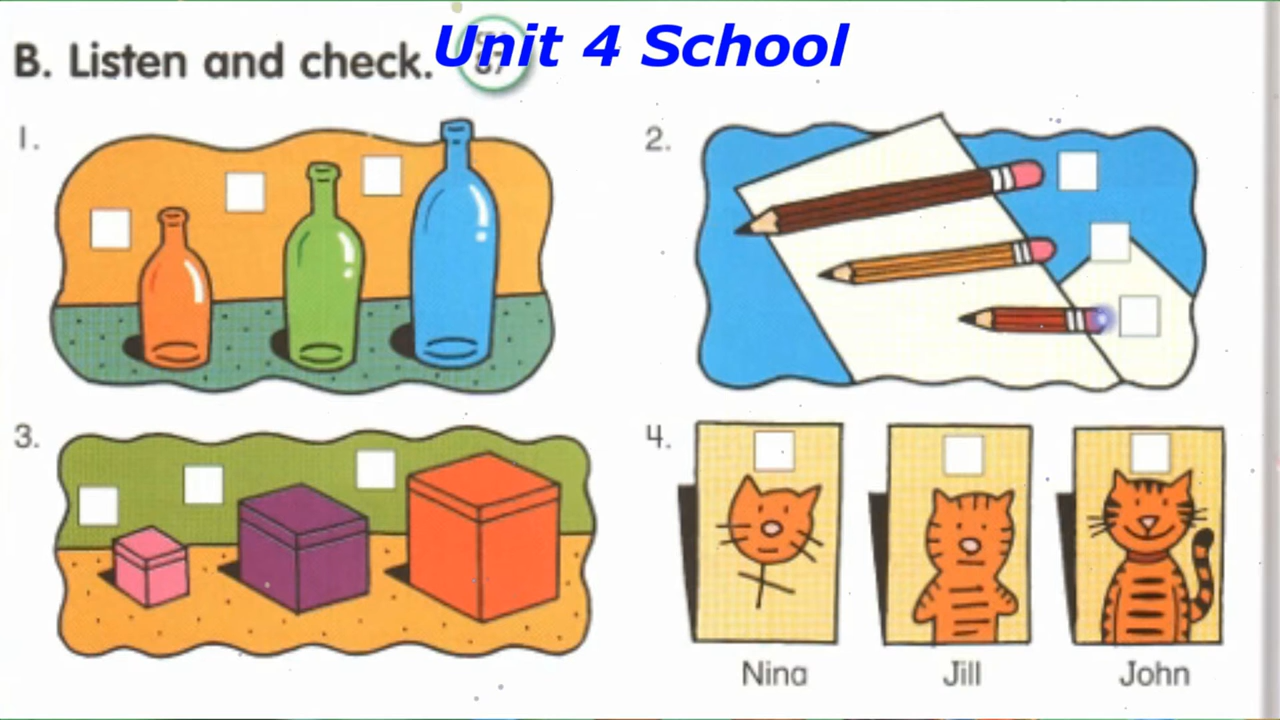 Unit 4 School
B. Listen and check.
1.
2.
3.
4.
Nina
Jill
John